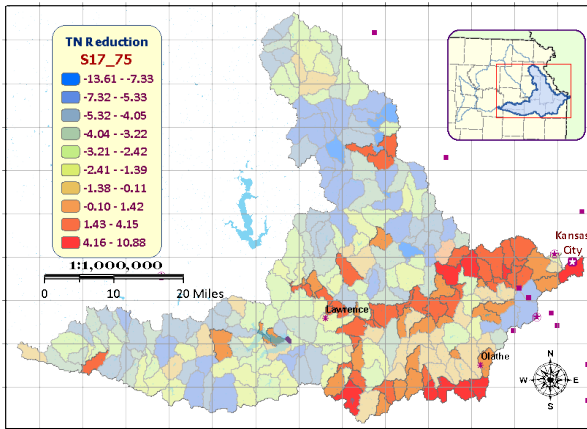 TN Reduction
S17_75
-13.61 - -7.33
-7.32 - -5.33
-5.32 - -4.05
-4.04 - -3.22
-3.21 - -2.42
-2.41 - -1.39
-1.38 - -0.11
-0.10 - 1.42
1.43 - 4.15
4.16 - 10.88
1:1,000,000
0 10 20 Miles
Kansas
City
Lawrence
Olathe
N
W E
S